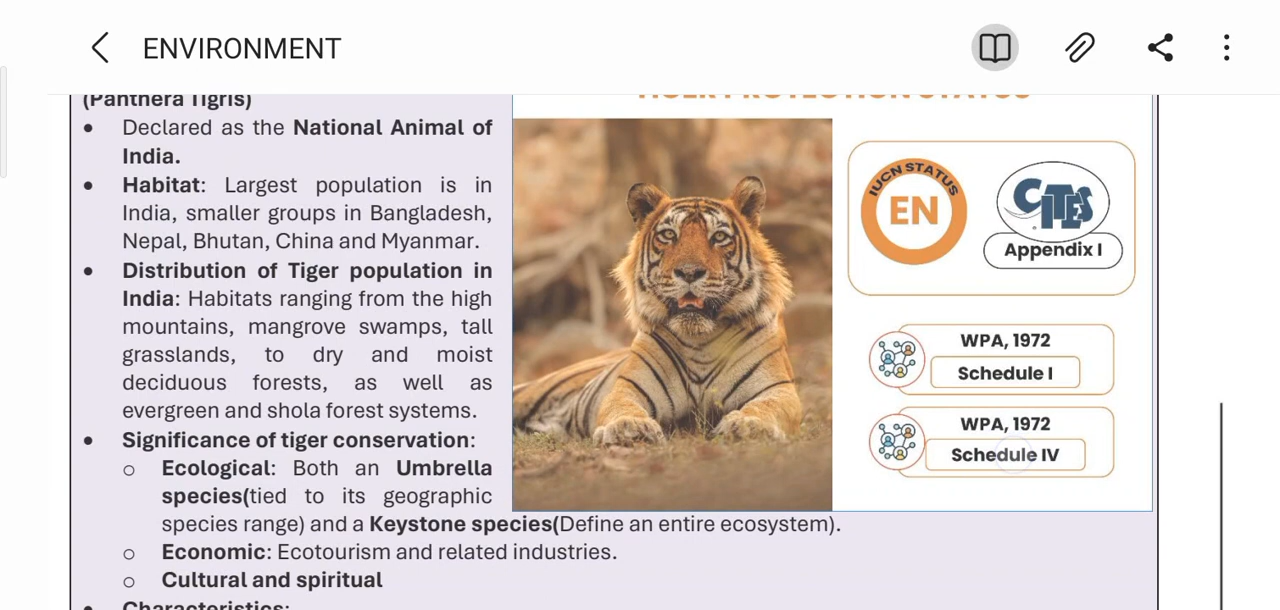 ENVIRONMENT
(Panthera Tigris)
• Declared as the National Animal of
India.
• Habitat: Largest population is in
India, smaller groups in Bangladesh,
Nepal, Bhutan, China and Myanmar.
• Distribution of Tiger population in
India: Habitats ranging from the high
mountains, mangrove swamps, tall
grasslands, to dry and moist
deciduous forests, as well as
evergreen and shola forest systems.
• Significance of tiger conservation:
o Ecological: Both an Umbrella
species(tied to its geographic
species range) and a Keystone species(Define an entire ecosystem).
o Economic: Ecotourism and related industries.
o Cultural and spiritual
• Characteristics:
TIGER PROTECTION STATUS
IUCN STATUS
EN
CITES
Appendix I
WPA, 1972
Schedule I
WPA, 1972
Schedule IV